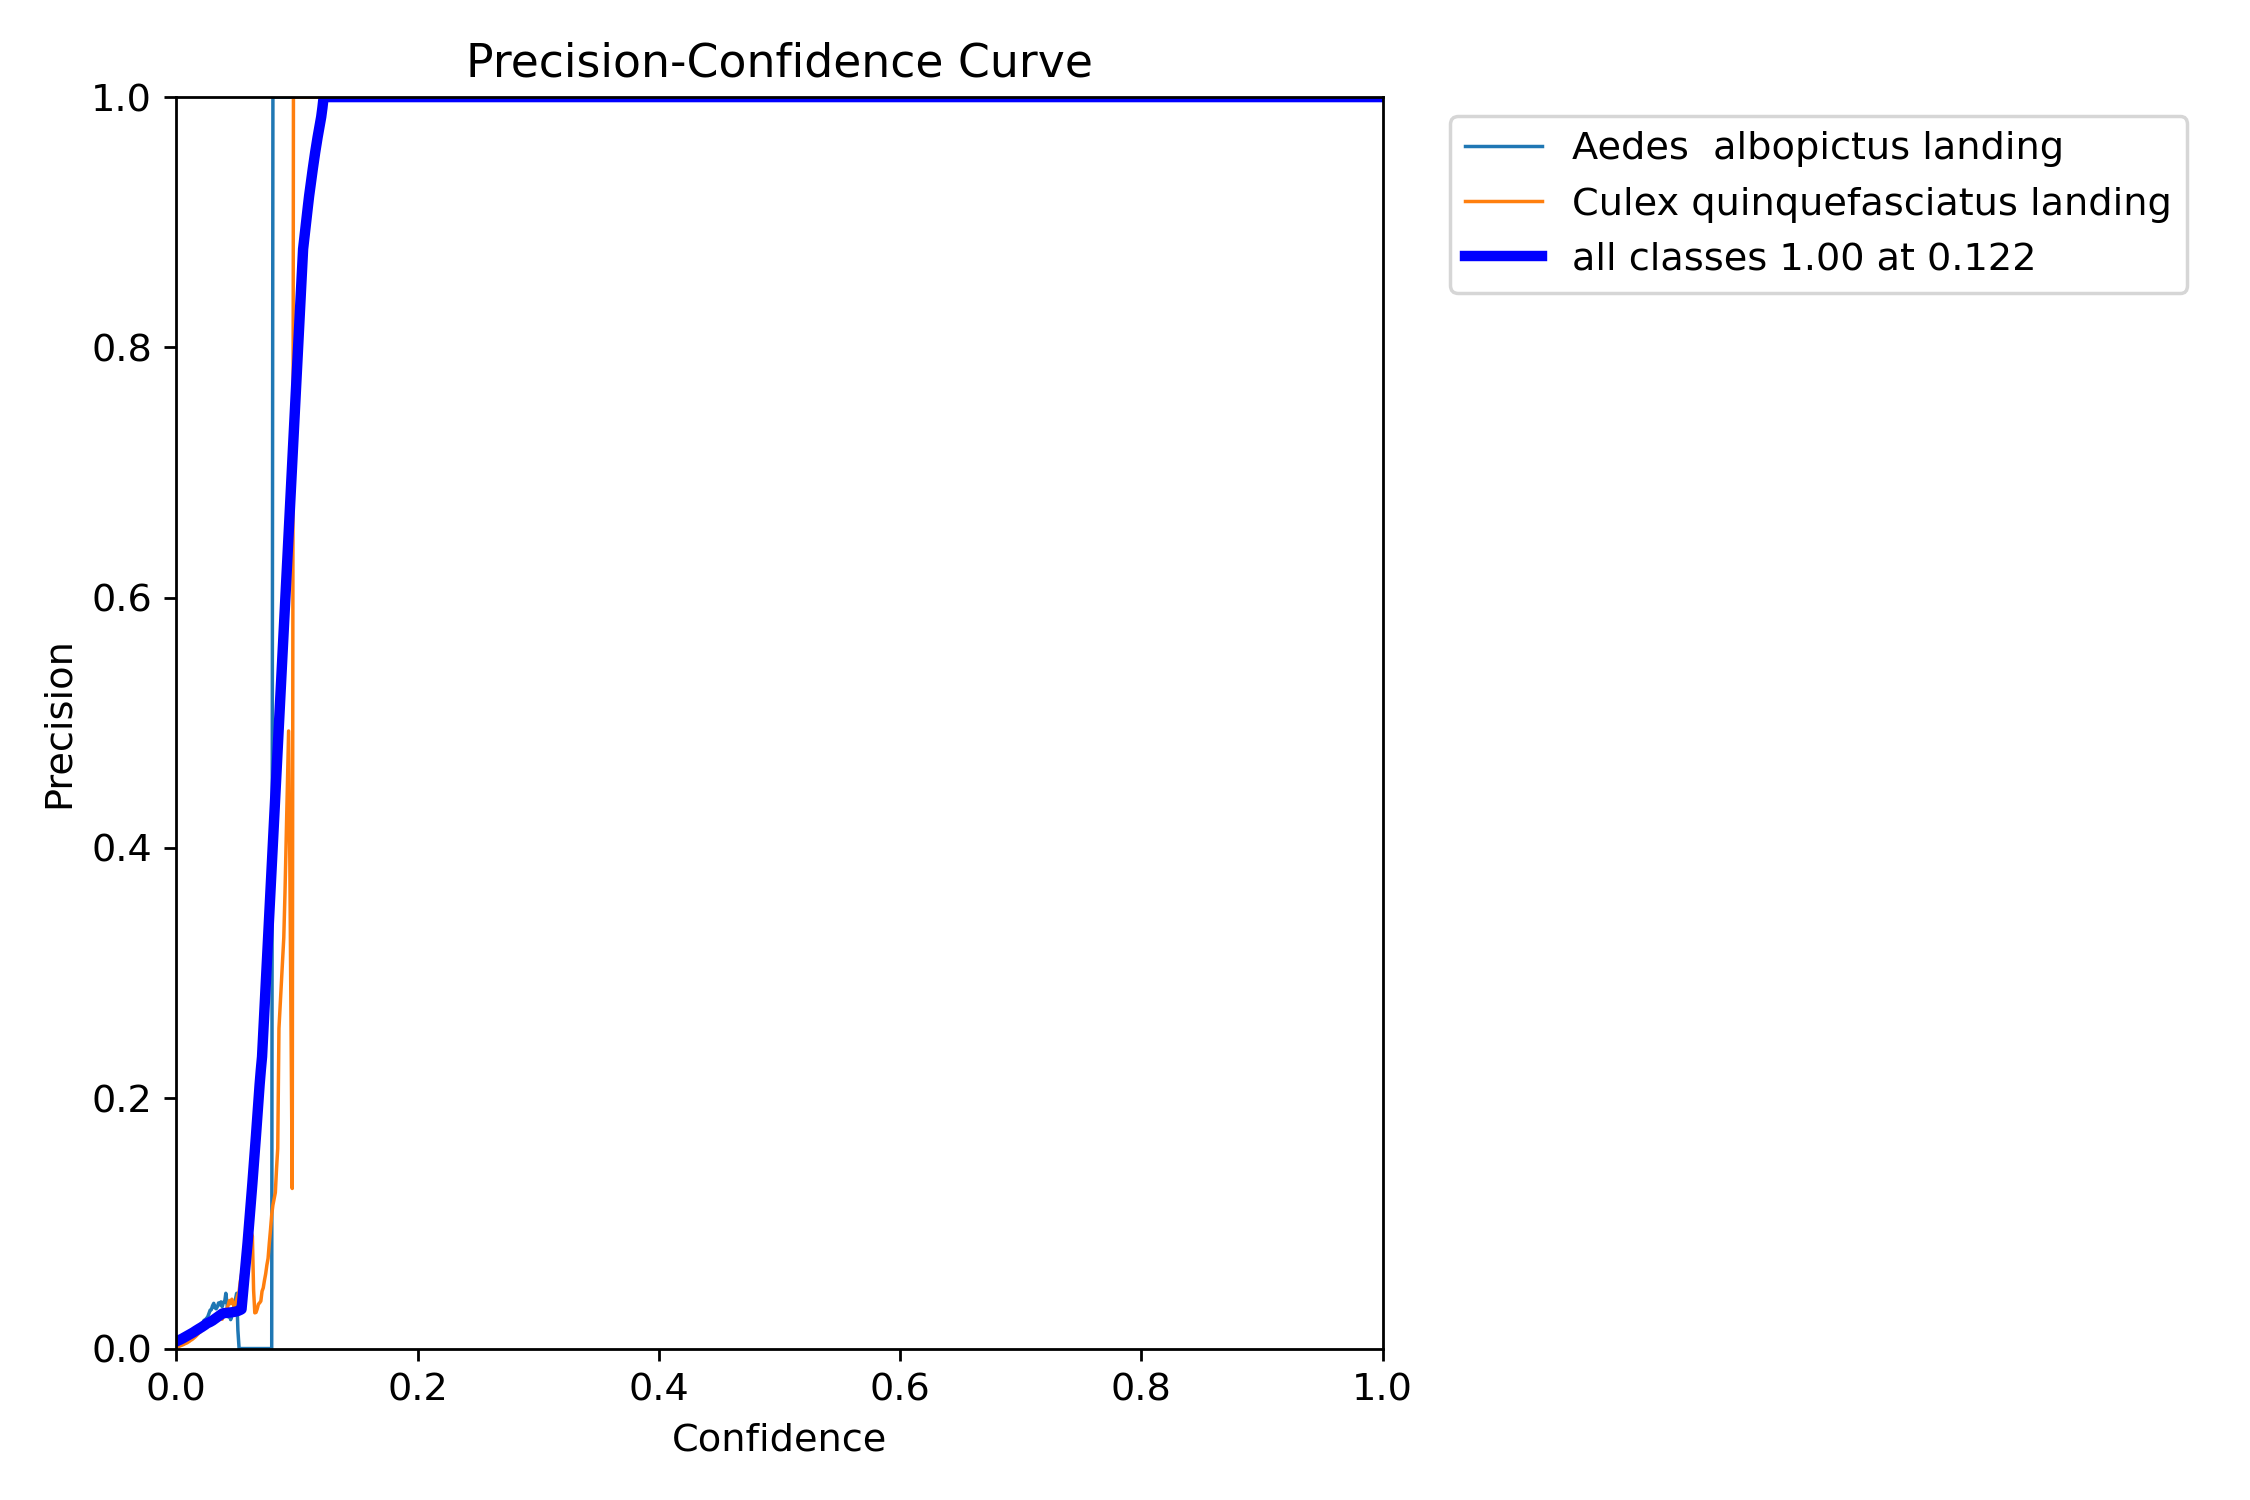 Precision-Confidence Curve
1.0
0.8
0.6
0.4
0.2
0.0
Precision
0.0 0.2 0.4 0.6 0.8 1.0
Confidence
Aedes  albopictus landing
Culex quinquefasciatus landing
all classes 1.00 at 0.122